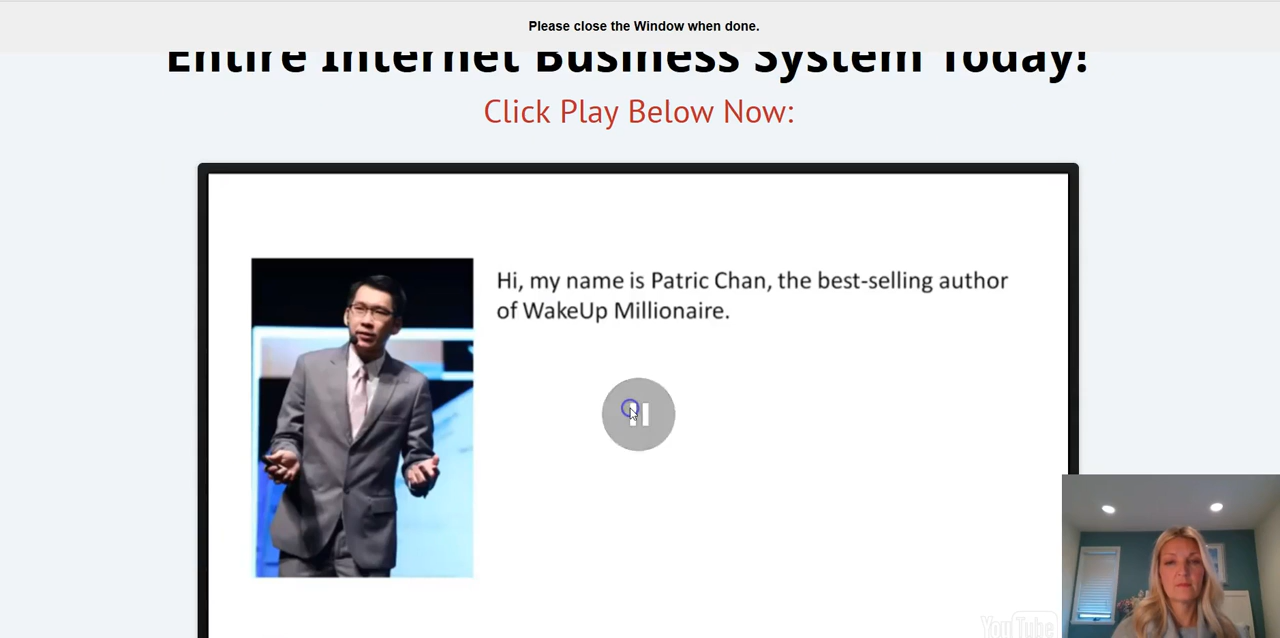 Please close the Window when done.
Entire Internet Business System Today!
Click Play Below Now:
Hi, my name is Patric Chan, the best-selling author
of WakeUp Millionaire.
YouTube